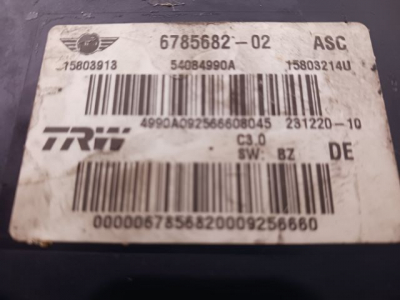 6785682-02 ASC
15803913 54084990A 15803214U
4990A092566608045 231220-10
TRW C3.0
SW: BZ DE
0000067856820009256660